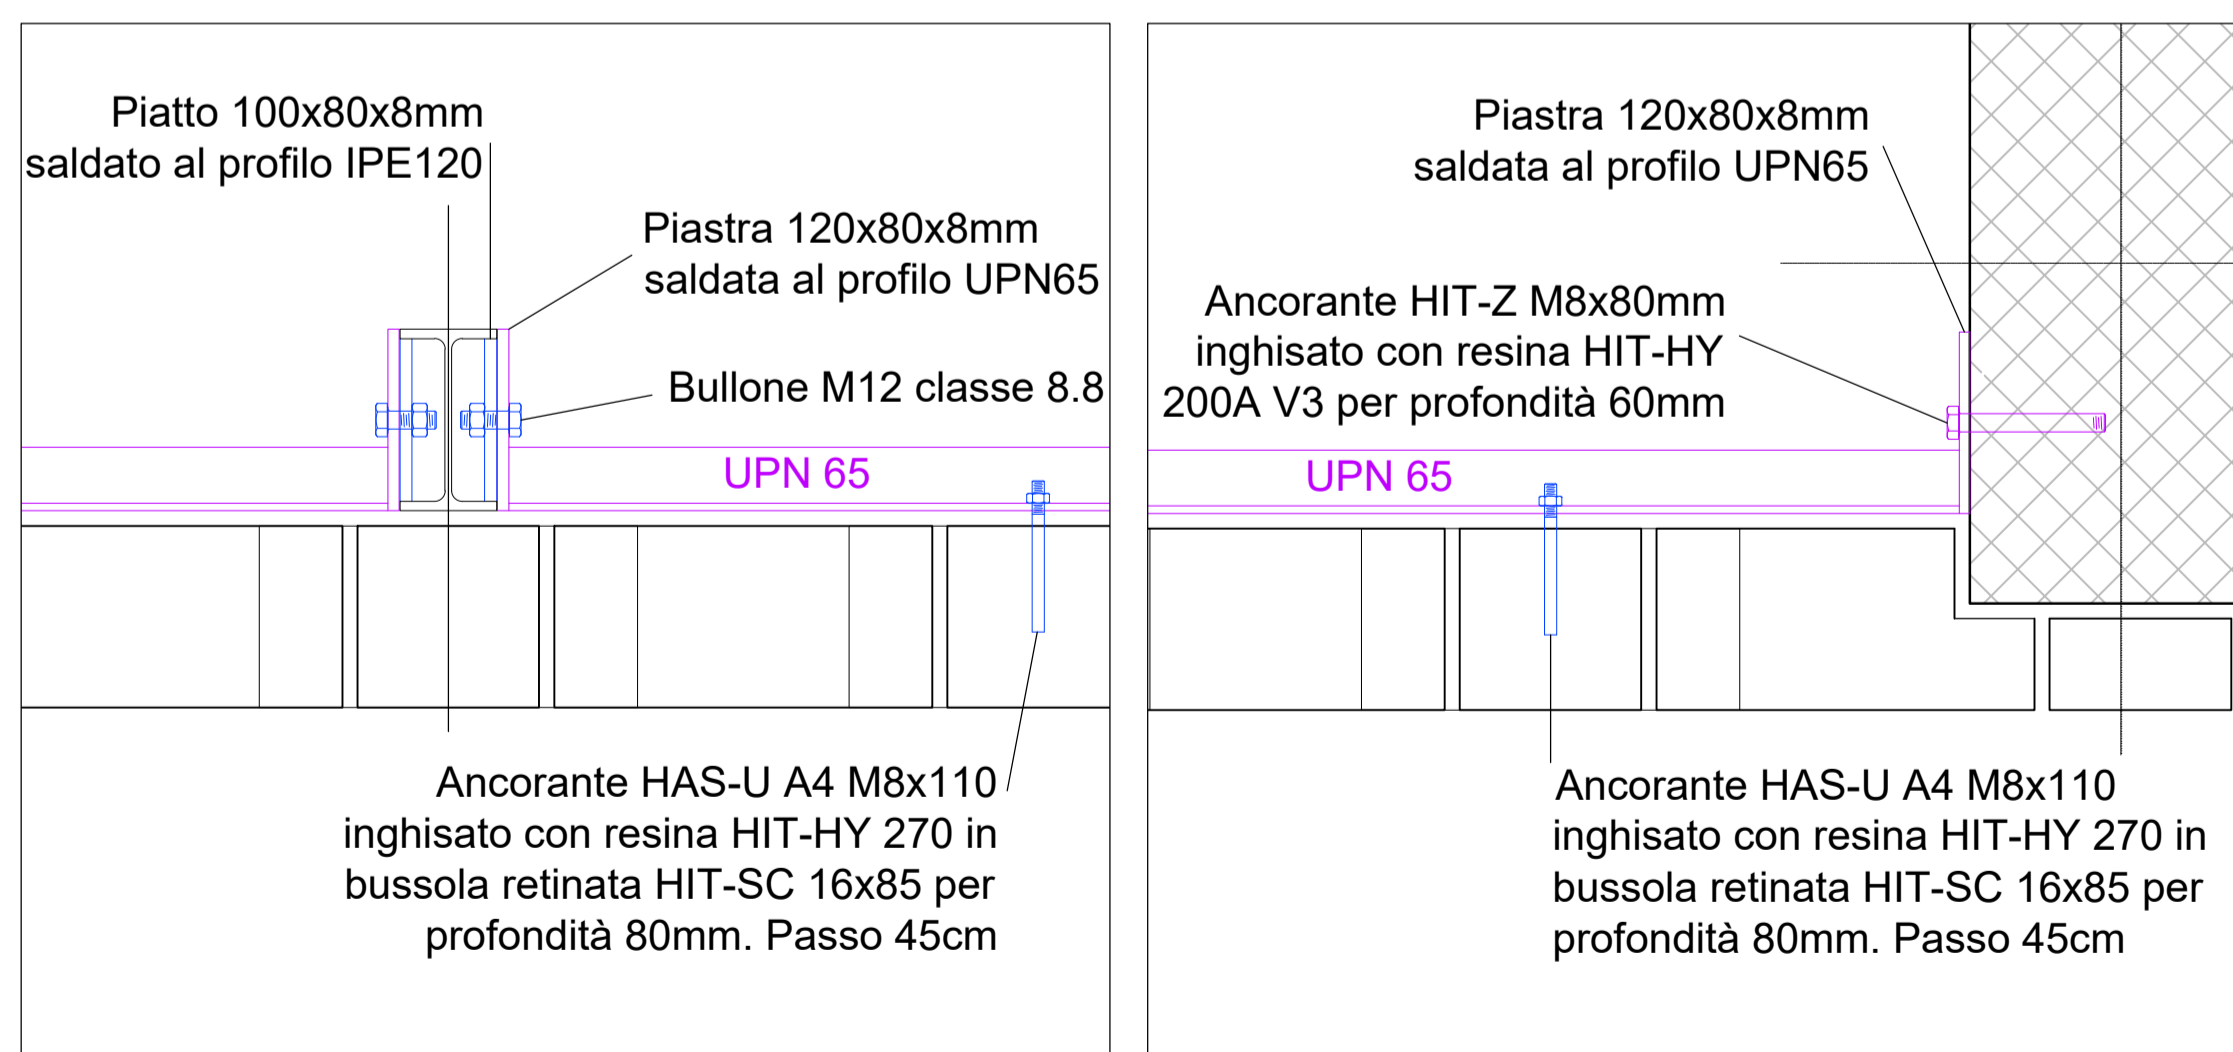 Piatto 100x80x8mm
saldato al profilo IPE120
Piastra 120x80x8mm
saldata al profilo UPN65
Bullone M12 classe 8.8
UPN 65
Ancorante HAS-U A4 M8x110
inghisato con resina HIT-HY 270 in
bussola retinata HIT-SC 16x85 per
profondità 80mm. Passo 45cm
Piastra 120x80x8mm
saldata al profilo UPN65
Ancorante HIT-Z M8x80mm
inghisato con resina HIT-HY
200A V3 per profondità 60mm
UPN 65
Ancorante HAS-U A4 M8x110
inghisato con resina HIT-HY 270 in
bussola retinata HIT-SC 16x85 per
profondità 80mm. Passo 45cm